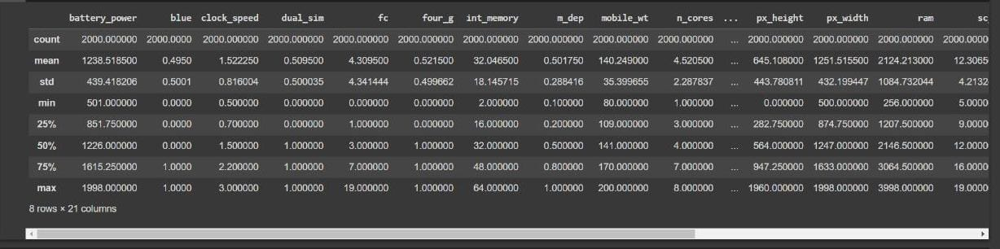 battery_power blue clock_speed dual_sim fc four_g int_memory m_dep mobile_wt n_cores ... px_height px_width ram sc
count 2000.000000 2000.0000 2000.000000 2000.000000 2000.000000 2000.000000 2000.000000 2000.000000 2000.000000 2000.000000 ... 2000.000000 2000.000000 2000.000000 2000.0000
mean 1238.518500 0.4950 1.522250 0.509500 4.309500 0.521500 32.046500 0.501750 140.249000 4.520500 ... 645.108000 1251.515500 2124.213000 12.3065
std 439.418206 0.5001 0.816004 0.500035 4.341444 0.499662 18.145715 0.288416 35.399655 2.287837 ... 443.780811 432.199447 1084.732044 4.2132
min 501.000000 0.0000 0.500000 0.000000 0.000000 0.000000 2.000000 0.100000 80.000000 1.000000 ... 0.000000 500.000000 256.000000 5.0000
25% 851.750000 0.0000 0.700000 0.000000 1.000000 0.000000 16.000000 0.200000 109.000000 3.000000 ... 282.750000 874.750000 1207.500000 9.0000
50% 1226.000000 0.0000 1.500000 1.000000 3.000000 1.000000 32.000000 0.500000 141.000000 4.000000 ... 564.000000 1247.000000 2146.500000 12.0000
75% 1615.250000 1.0000 2.200000 1.000000 7.000000 1.000000 48.000000 0.800000 170.000000 7.000000 ... 947.250000 1633.000000 3064.500000 16.0000
max 1998.000000 1.0000 3.000000 1.000000 19.000000 1.000000 64.000000 1.000000 200.000000 8.000000 ... 1960.000000 1998.000000 3998.000000 19.0000
8 rows × 21 columns